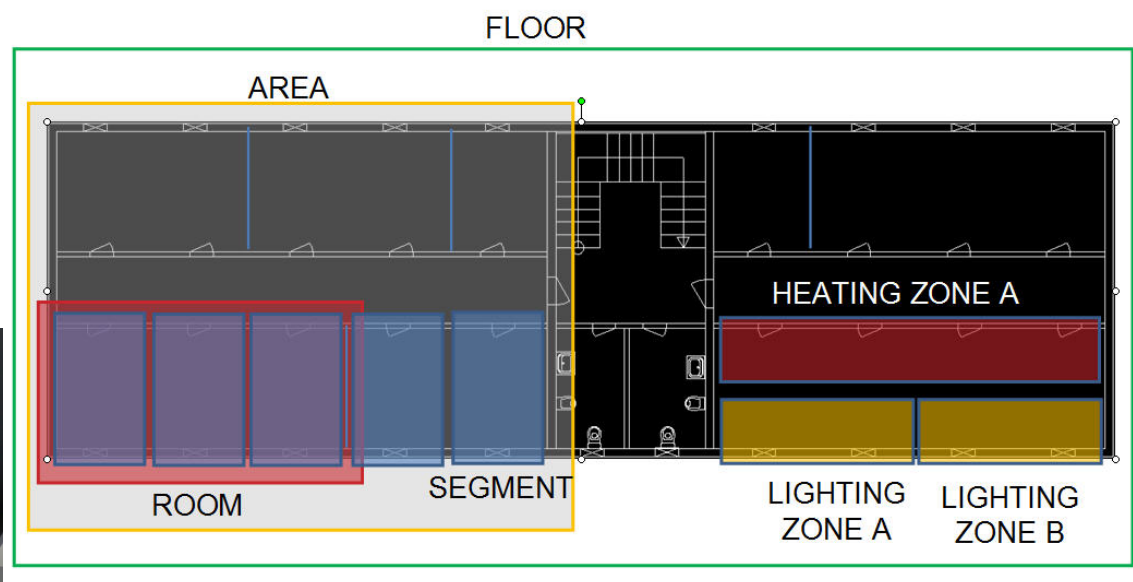 FLOOR
AREA
HEATING ZONE A
ROOM
SEGMENT
LIGHTING
ZONE A
LIGHTING
ZONE B